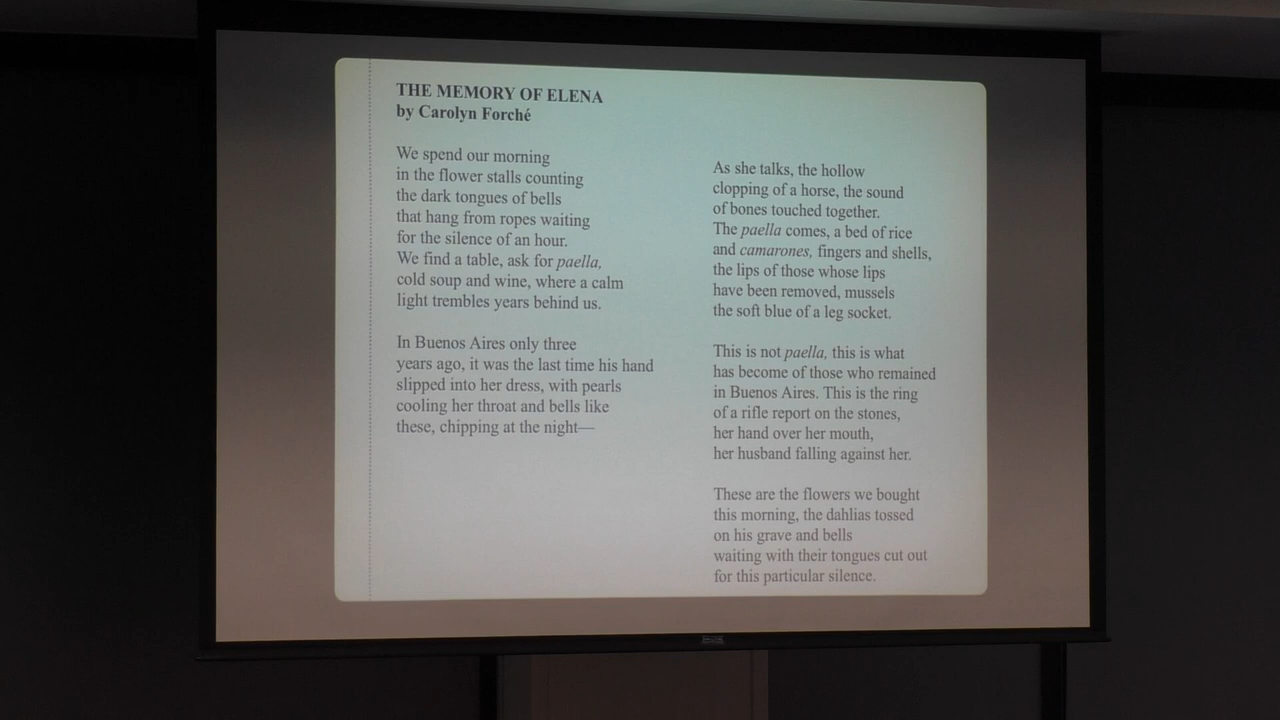 THE MEMORY OF ELENA
by Carolyn Forché
We spend our morning
in the flower stalls counting
the dark tongues of bells
that hang from ropes waiting
for the silence of an hour.
We find a table, ask for paella,
cold soup and wine, where a calm
light trembles years behind us.
In Buenos Aires only three
years ago, it was the last time his hand
slipped into her dress, with pearls
cooling her throat and bells like
these, chipping at the night—
As she talks, the hollow
clopping of a horse, the sound
of bones touched together.
The paella comes, a bed of rice
and camarones, fingers and shells,
the lips of those whose lips
have been removed, mussels
the soft blue of a leg socket.
This is not paella, this is what
has become of those who remained
in Buenos Aires. This is the ring
of a rifle report on the stones,
her hand over her mouth,
her husband falling against her.
These are the flowers we bought
this morning, the dahlias tossed
on his grave and bells
waiting with their tongues cut out
for this particular silence.